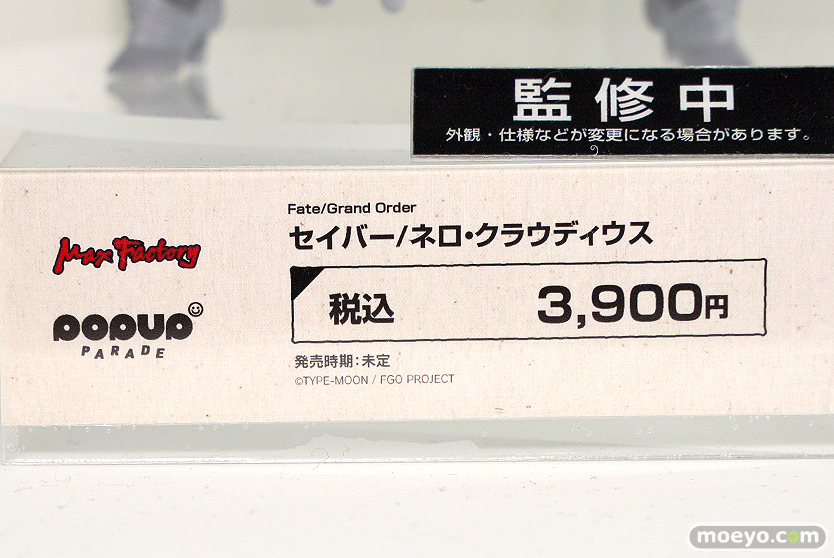 監修中
外観・仕様などが変更になる場合があります。
Fate/Grand Order
セイバー/ネロ・クラウディウス
Max Factory
税込 3,900円
POPUP
PARADE
発売時期：未定
©TYPE-MOON / FGO PROJECT
moeyo.com